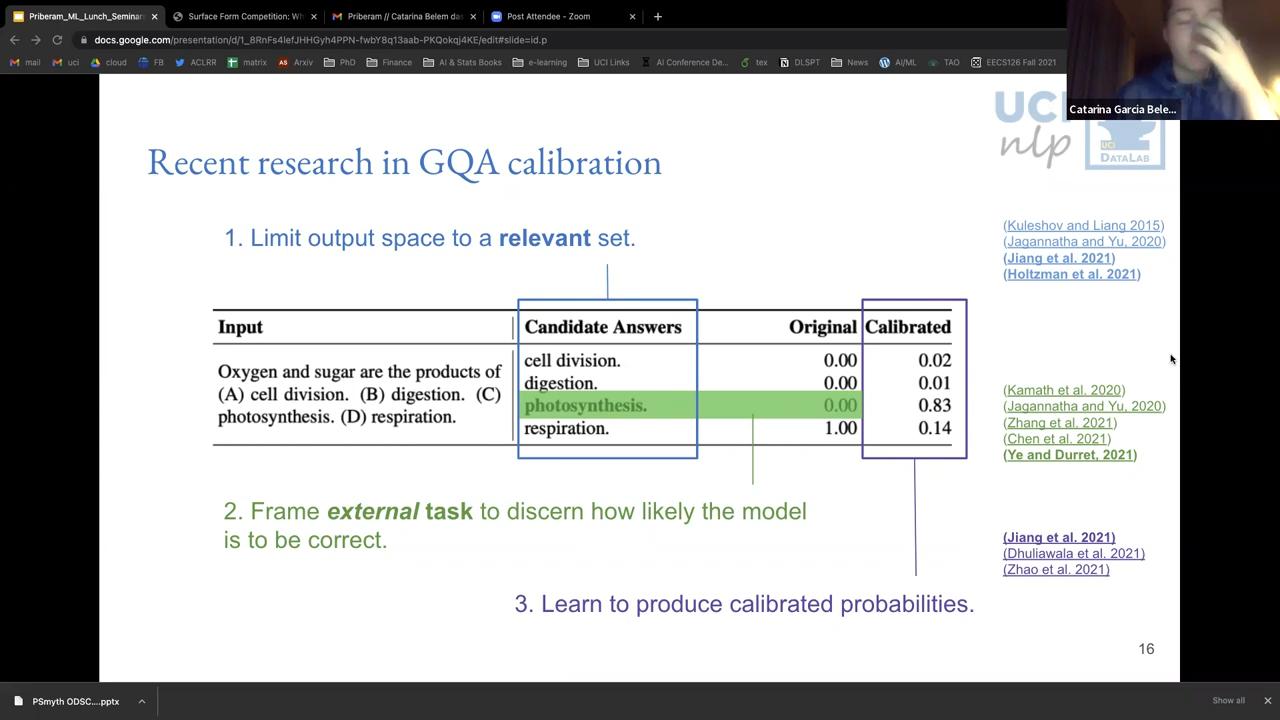 Priberam_ML_Lunch_Seminar
Surface Form Competition: Wh
Priberam // Catarina Belem das
Post Attendee - Zoom
docs.google.com/presentation/d/1_8RnFs4lefJHHGyh4PPN-fwbY8q13aab-PKQokqj4KE/edit#slide=id.p
mail
uci
cloud
FB
ACLRR
matrix
Arxiv
PhD
Finance
AI & Stats Books
e-learning
UCI Links
AI Conference De...
tex
DLSPT
News
AI/ML
TAO
EECS126 Fall 2021
Catarina Garcia Bele...
UCI
nlp
UCI
DATALAB
Recent research in GQA calibration
1. Limit output space to a relevant set.
(Kuleshov and Liang 2015)
(Jagannatha and Yu, 2020)
(Jiang et al. 2021)
(Holtzman et al. 2021)
Input Candidate Answers Original Calibrated
Oxygen and sugar are the products of
(A) cell division. (B) digestion. (C)
photosynthesis. (D) respiration.
cell division. 0.00 0.02
digestion. 0.00 0.01
photosynthesis. 0.00 0.83
respiration. 1.00 0.14
(Kamath et al. 2020)
(Jagannatha and Yu, 2020)
(Zhang et al. 2021)
(Chen et al. 2021)
(Ye and Durret, 2021)
2. Frame external task to discern how likely the model
is to be correct.
(Jiang et al. 2021)
(Dhuliawala et al. 2021)
(Zhao et al. 2021)
3. Learn to produce calibrated probabilities.
16
PSmyth ODSC....pptx
Show all